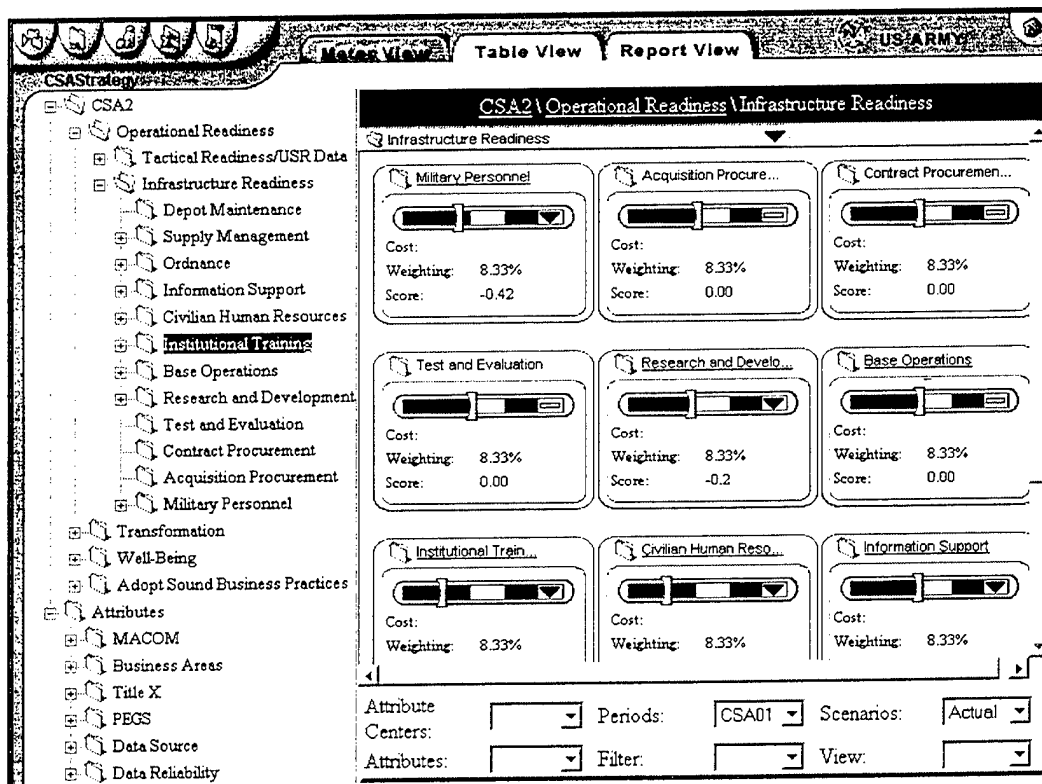 Meter View
Table View
Report View
US ARMY
CSAStrategy
CSA2
Operational Readiness
Tactical Readiness/USR Data
Infrastructure Readiness
Depot Maintenance
Supply Management
Ordnance
Information Support
Civilian Human Resources
Institutional Training
Base Operations
Research and Development
Test and Evaluation
Contract Procurement
Acquisition Procurement
Military Personnel
Transformation
Well-Being
Adopt Sound Business Practices
Attributes
MACOM
Business Areas
Title X
PEGS
Data Source
Data Reliability
CSA2\Operational Readiness\Infrastructure Readiness
Infrastructure Readiness
Military Personnel
Cost:
Weighting: 8.33%
Score: -0.42
Acquisition Procure...
Cost:
Weighting: 8.33%
Score: 0.00
Contract Procuremen...
Cost:
Weighting: 8.33%
Score: 0.00
Test and Evaluation
Cost:
Weighting: 8.33%
Score: 0.00
Research and Develo...
Cost:
Weighting: 8.33%
Score: -0.2
Base Operations
Cost:
Weighting: 8.33%
Score: 0.00
Institutional Train...
Cost:
Weighting: 8.33%
Civilian Human Reso...
Cost:
Weighting: 8.33%
Information Support
Cost:
Weighting: 8.33%
Attribute
Centers:
Periods: CSA01
Scenarios: Actual
Attributes:
Filter:
View: